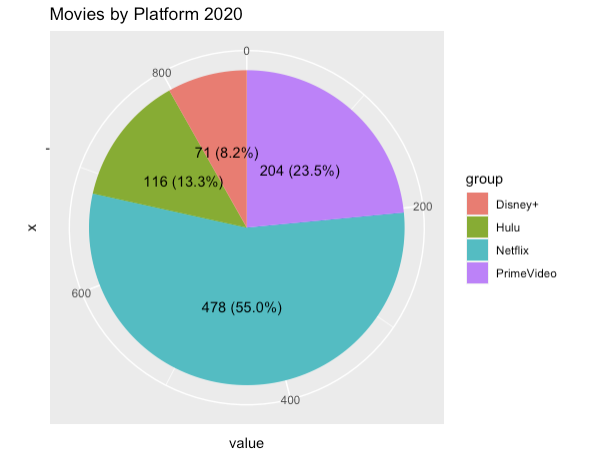 Movies by Platform 2020
0
800
71 (8.2%)
204 (23.5%)
116 (13.3%)
group
Disney+
Hulu
Netflix
PrimeVideo
200
x
600
478 (55.0%)
400
value